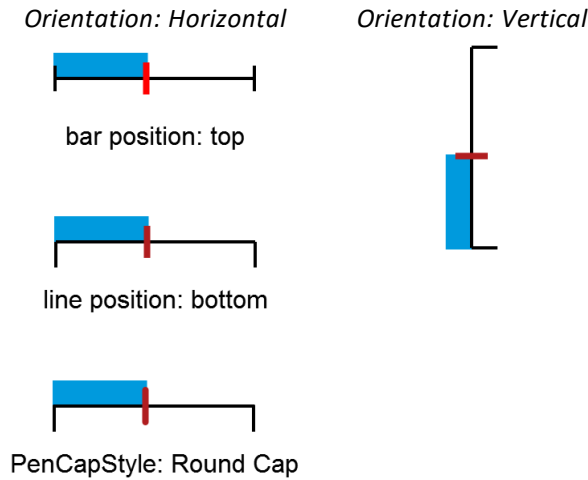 Orientation: Horizontal
Orientation: Vertical
bar position: top
line position: bottom
PenCapStyle: Round Cap